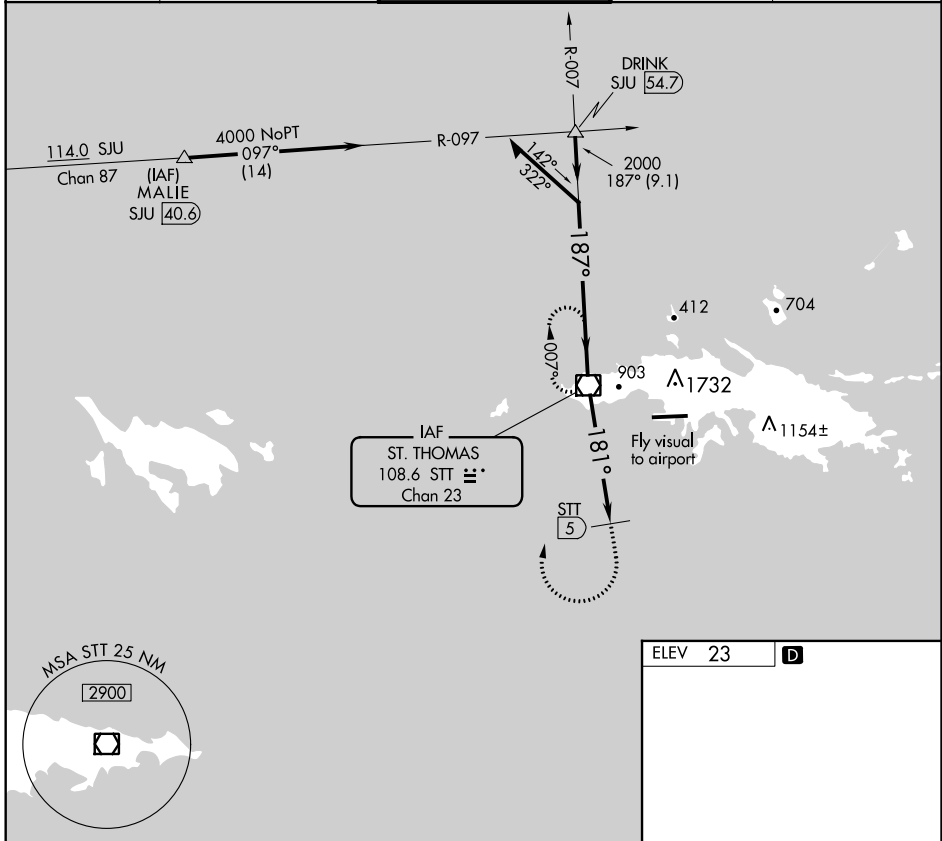 R-007
DRINK
SJU 54.7
114.0 SJU
Chan 87
4000 NoPT
097°
(14)
R-097
(IAF)
MALIE
SJU 40.6
142°
322°
2000
187° (9.1)
187°
412
704
007°
903
1732
1154±
IAF
ST. THOMAS
108.6 STT
Chan 23
181°
Fly visual
to airport
STT
5
MSA STT 25 NM
2900
ELEV 23
D